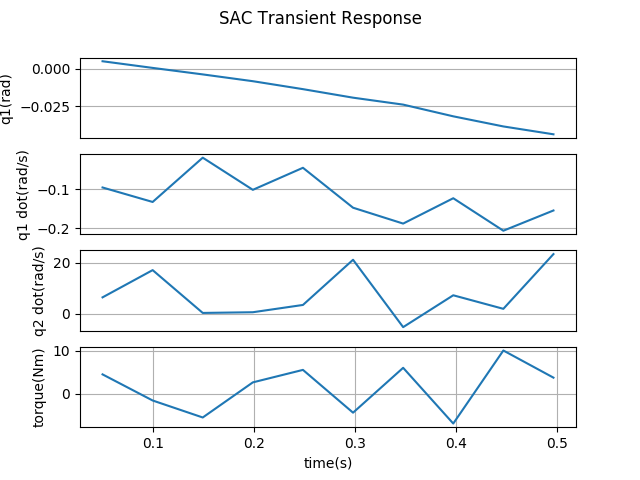 SAC Transient Response
0.000
−0.025
q1(rad)
−0.1
−0.2
q1 dot(rad/s)
20
0
q2 dot(rad/s)
10
0
torque(Nm)
0.1 0.2 0.3 0.4 0.5
time(s)